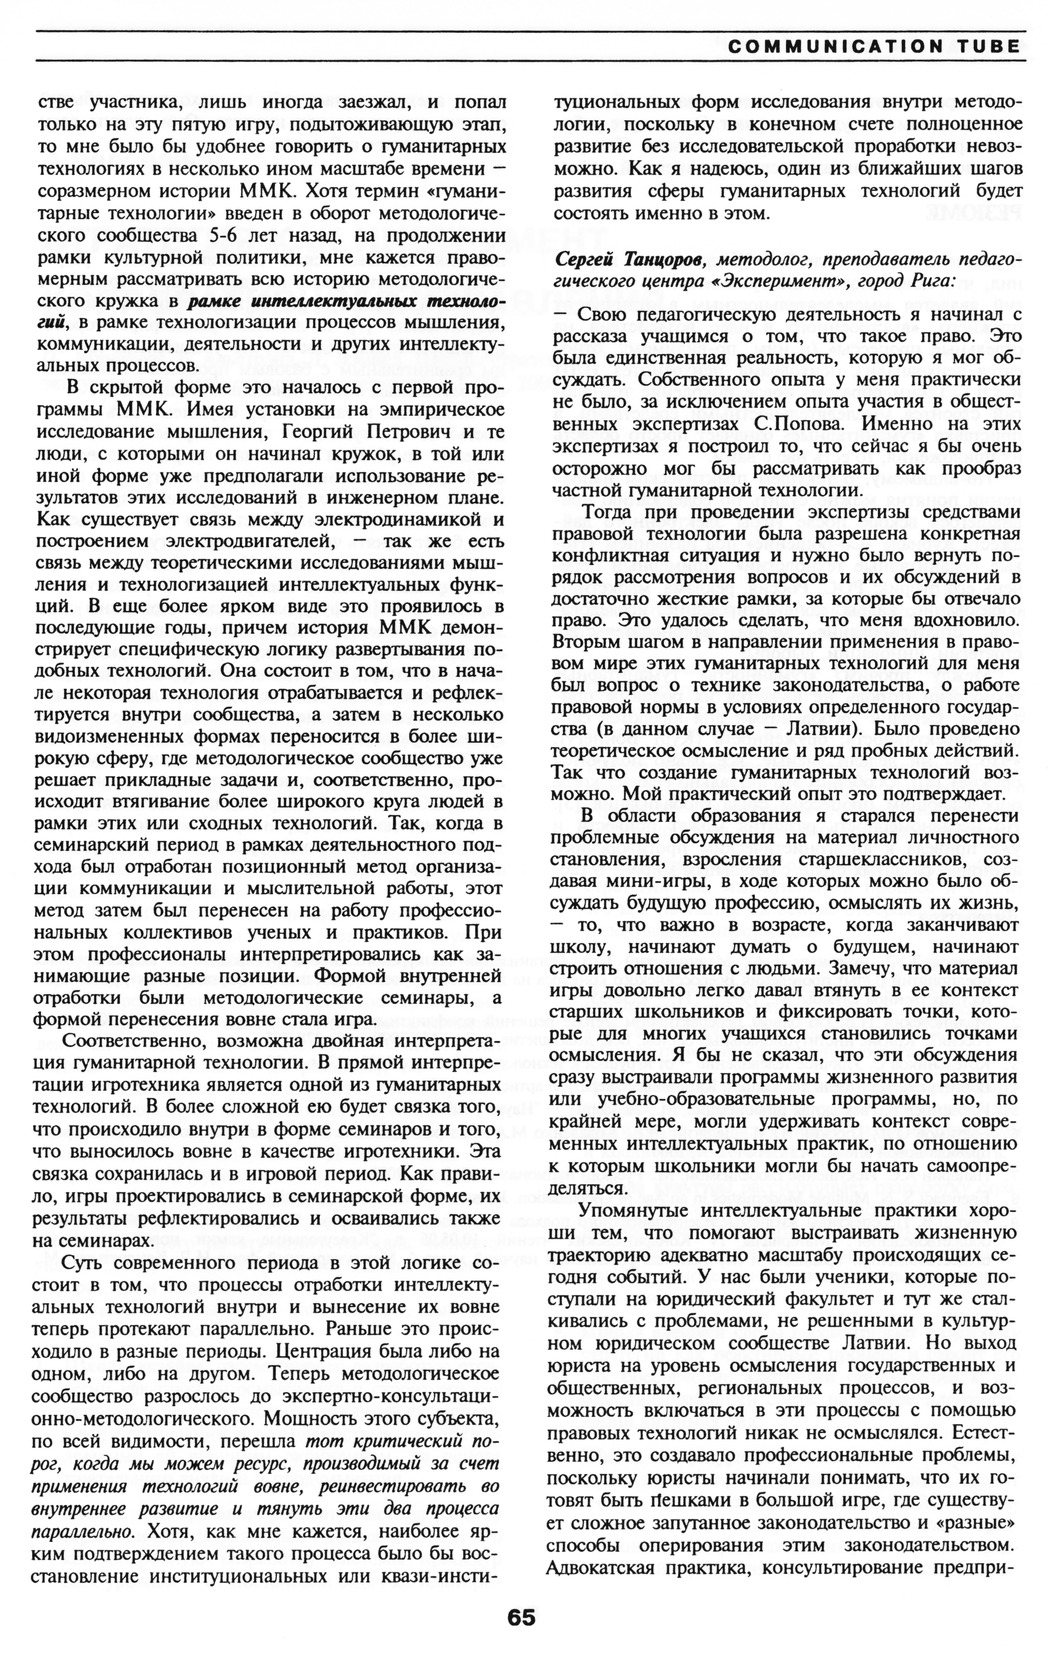 COMMUNICATION TUBE
стве участника, лишь иногда заезжал, и попал
только на эту пятую игру, подытоживающую этап,
то мне было бы удобнее говорить о гуманитарных
технологиях в несколько ином масштабе времени –
соразмерном истории ММК. Хотя термин «гумани-
тарные технологии» введен в оборот методологиче-
ского сообщества 5-6 лет назад, на продолжении
рамки культурной политики, мне кажется право-
мерным рассматривать всю историю методологиче-
ского кружка в рамке интеллектуальных техноло-
гий, в рамке технологизации процессов мышления,
коммуникации, деятельности и других интеллекту-
альных процессов.
В скрытой форме это началось с первой про-
граммы ММК. Имея установки на эмпирическое
исследование мышления, Георгий Петрович и те
люди, с которыми он начинал кружок, в той или
иной форме уже предполагали использование ре-
зультатов этих исследований в инженерном плане.
Как существует связь между электродинамикой и
построением электродвигателей, – так же есть
связь между теоретическими исследованиями мыш-
ления и технологизацией интеллектуальных функ-
ций. В еще более ярком виде это проявилось в
последующие годы, причем история ММК демон-
стрирует специфическую логику развертывания по-
добных технологий. Она состоит в том, что в нача-
ле некоторая технология отрабатывается и рефлек-
тируется внутри сообщества, а затем в несколько
видоизмененных формах переносится в более ши-
рокую сферу, где методологическое сообщество уже
решает прикладные задачи и, соответственно, про-
исходит втягивание более широкого круга людей в
рамки этих или сходных технологий. Так, когда в
семинарский период в рамках деятельностного под-
хода был отработан позиционный метод организа-
ции коммуникации и мыслительной работы, этот
метод затем был перенесен на работу профессио-
нальных коллективов ученых и практиков. При
этом профессионалы интерпретировались как за-
нимающие разные позиции. Формой внутренней
отработки были методологические семинары, а
формой перенесения вовне стала игра.
Соответственно, возможна двойная интерпрета-
ция гуманитарной технологии. В прямой интерпре-
тации игротехника является одной из гуманитарных
технологий. В более сложной ею будет связка того,
что происходило внутри в форме семинаров и того,
что выносилось вовне в качестве игротехники. Эта
связка сохранилась и в игровой период. Как прави-
ло, игры проектировались в семинарской форме, их
результаты рефлектировались и осваивались также
на семинарах.
Суть современного периода в этой логике со-
стоит в том, что процессы отработки интеллекту-
альных технологий внутри и вынесение их вовне
теперь протекают параллельно. Раньше это проис-
ходило в разные периоды. Центрация была либо на
одном, либо на другом. Теперь методологическое
сообщество разрослось до экспертно-консультаци-
онно-методологического. Мощность этого субъекта,
по всей видимости, перешла тот критический по-
рог, когда мы можем ресурс, производимый за счет
применения технологий вовне, реинвестировать во
внутреннее развитие и тянуть эти два процесса
параллельно. Хотя, как мне кажется, наиболее яр-
ким подтверждением такого процесса было бы вос-
становление институциональных или квази-инсти-
туциональных форм исследования внутри методо-
логии, поскольку в конечном счете полноценное
развитие без исследовательской проработки невоз-
можно. Как я надеюсь, один из ближайших шагов
развития сферы гуманитарных технологий будет
состоять именно в этом.
Сергей Танцоров, методолог, преподаватель педаго-
гического центра «Эксперимент», город Рига:
– Свою педагогическую деятельность я начинал с
рассказа учащимся о том, что такое право. Это
была единственная реальность, которую я мог об-
суждать. Собственного опыта у меня практически
не было, за исключением опыта участия в общест-
венных экспертизах С.Попова. Именно на этих
экспертизах я построил то, что сейчас я бы очень
осторожно мог бы рассматривать как прообраз
частной гуманитарной технологии.
Тогда при проведении экспертизы средствами
правовой технологии была разрешена конкретная
конфликтная ситуация и нужно было вернуть по-
рядок рассмотрения вопросов и их обсуждений в
достаточно жесткие рамки, за которые бы отвечало
право. Это удалось сделать, что меня вдохновило.
Вторым шагом в направлении применения в право-
вом мире этих гуманитарных технологий для меня
был вопрос о технике законодательства, о работе
правовой нормы в условиях определенного государ-
ства (в данном случае – Латвии). Было проведено
теоретическое осмысление и ряд пробных действий.
Так что создание гуманитарных технологий воз-
можно. Мой практический опыт это подтверждает.
В области образования я старался перенести
проблемные обсуждения на материал личностного
становления, взросления старшеклассников, соз-
давая мини-игры, в ходе которых можно было об-
суждать будущую профессию, осмыслять их жизнь,
– то, что важно в возрасте, когда заканчивают
школу, начинают думать о будущем, начинают
строить отношения с людьми. Замечу, что материал
игры довольно легко давал втянуть в ее контекст
старших школьников и фиксировать точки, кото-
рые для многих учащихся становились точками
осмысления. Я бы не сказал, что эти обсуждения
сразу выстраивали программы жизненного развития
или учебно-образовательные программы, но, по
крайней мере, могли удерживать контекст совре-
менных интеллектуальных практик, по отношению
к которым школьники могли бы начать самоопре-
деляться.
Упомянутые интеллектуальные практики хоро-
ши тем, что помогают выстраивать жизненную
траекторию адекватно масштабу происходящих се-
годня событий. У нас были ученики, которые по-
ступали на юридический факультет и тут же стал-
кивались с проблемами, не решенными в культур-
ном юридическом сообществе Латвии. Но выход
юриста на уровень осмысления государственных и
общественных, региональных процессов, и воз-
можность включаться в эти процессы с помощью
правовых технологий никак не осмыслялся. Естест-
венно, это создавало профессиональные проблемы,
поскольку юристы начинали понимать, что их го-
товят быть пешками в большой игре, где существу-
ет сложное запутанное законодательство и «разные»
способы оперирования этим законодательством.
Адвокатская практика, консультирование предпри-
65